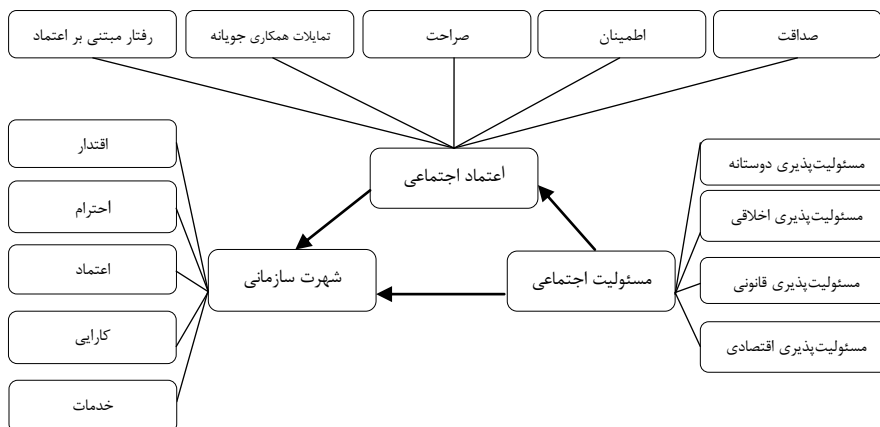 صداقت
اطمینان
صراحت
تمایلات همکاری جویانه
رفتار مبتنی بر اعتماد
اعتماد اجتماعی
مسئولیت‌پذیری دوستانه
مسئولیت‌پذیری اخلاقی
مسئولیت‌پذیری قانونی
مسئولیت‌پذیری اقتصادی
مسئولیت اجتماعی
شهرت سازمانی
اقتدار
احترام
اعتماد
کارایی
خدمات